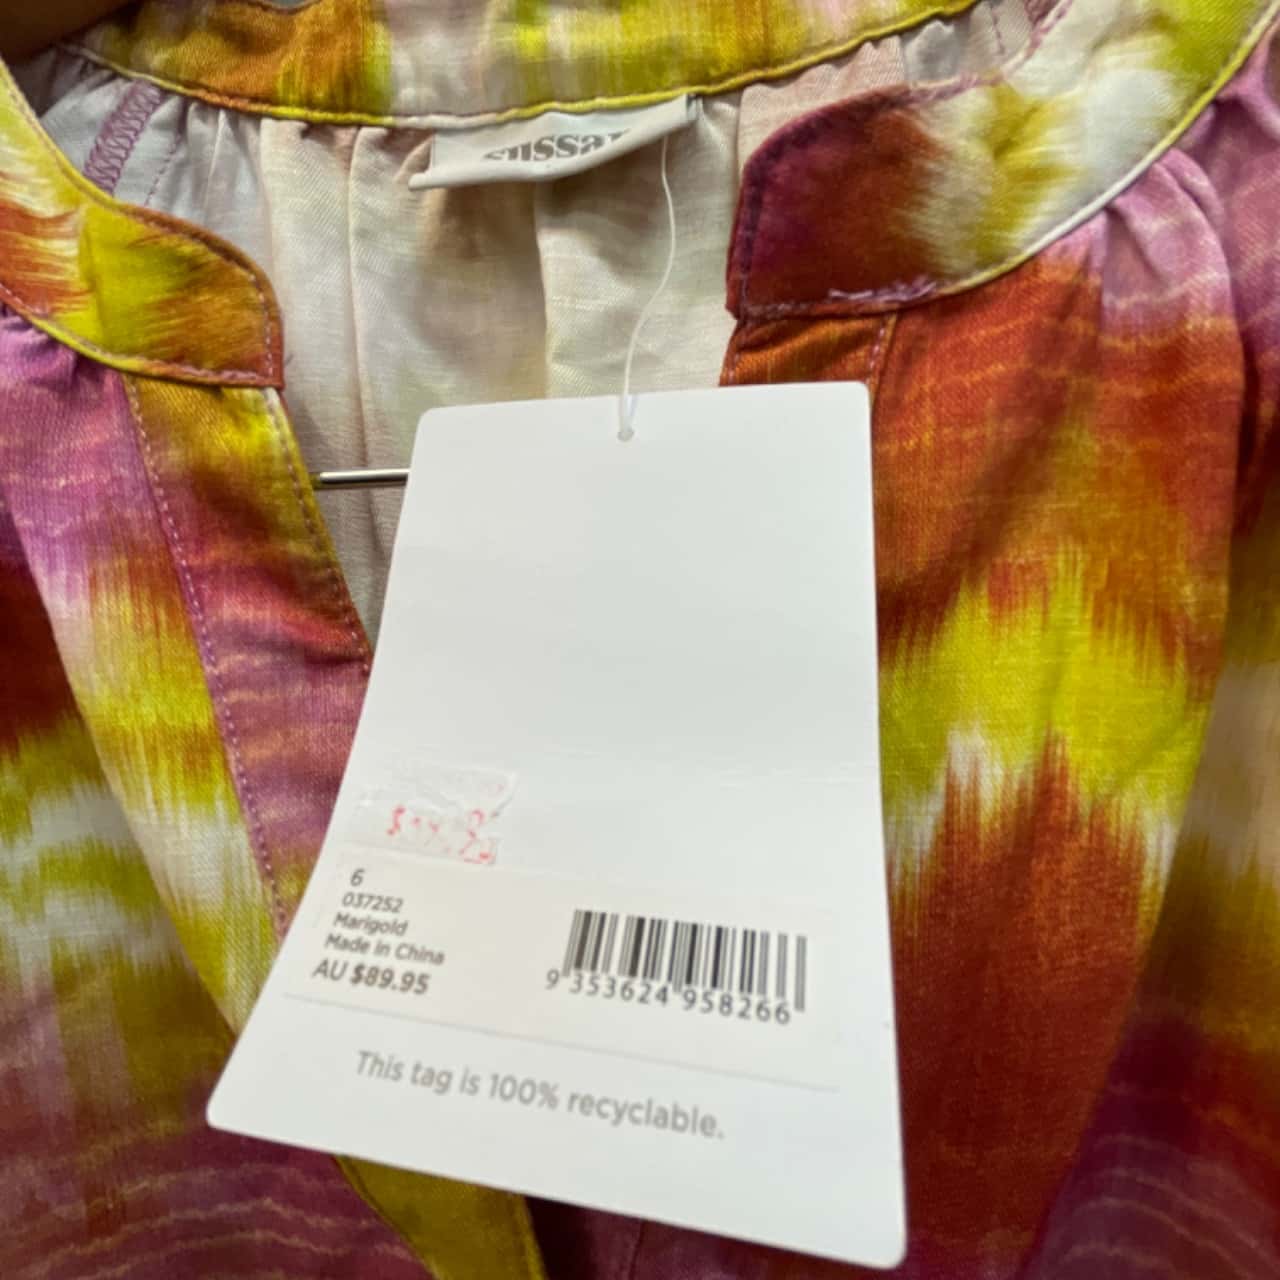 6
037252
Marigold
Made in China
AU $89.95
9 353624 958266
This tag is 100% recyclable.